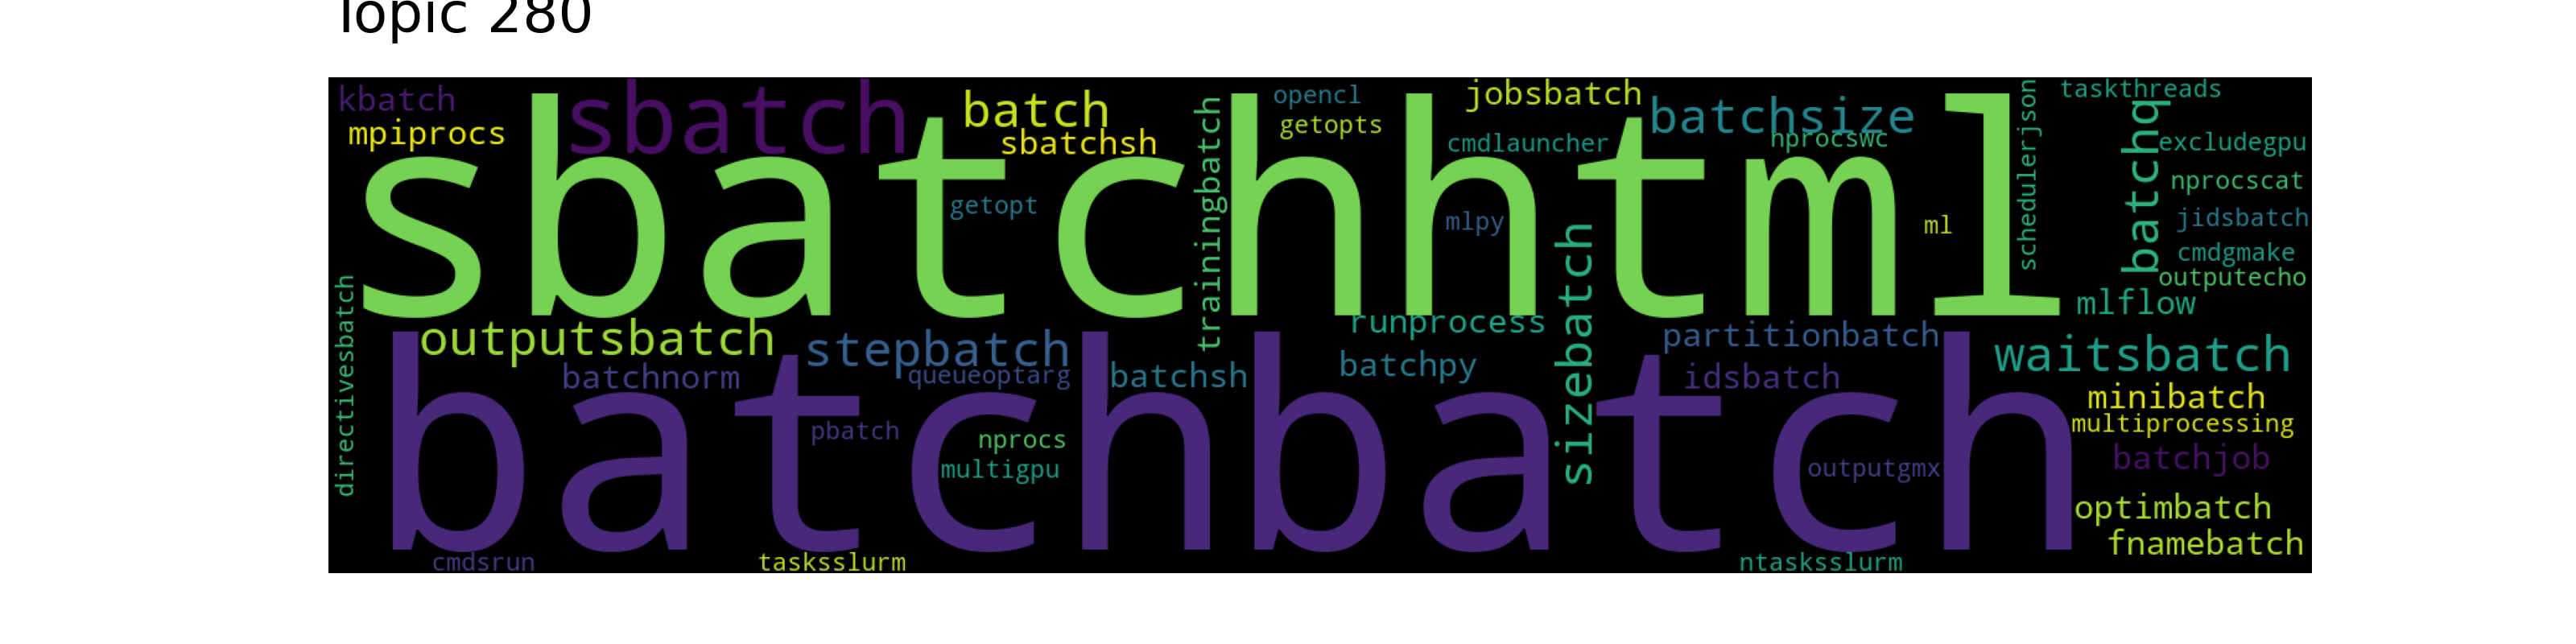 Topic 280
kbatch
sbatch
batch
opencl
jobsbatch
taskthreads
mpiprocs
sbatchsh
getopts
batchsize
cmdlauncher
nprocswc
excludegpu
sbatchhtml
trainingbatch
schedulerjson
batchq
nprocscat
getopt
mlpy
ml
jidsbatch
cmdgmake
outputecho
mlflow
directivesbatch
outputsbatch
stepbatch
runprocess
sizebatch
partitionbatch
waitsbatch
batchnorm
queueoptarg
batchsh
batchpy
idsbatch
minibatch
multiprocessing
batchbatch
pbatch
nprocs
multigpu
outputgmx
batchjob
optimbatch
fnamebatch
cmdsrun
tasksslurm
ntasksslurm